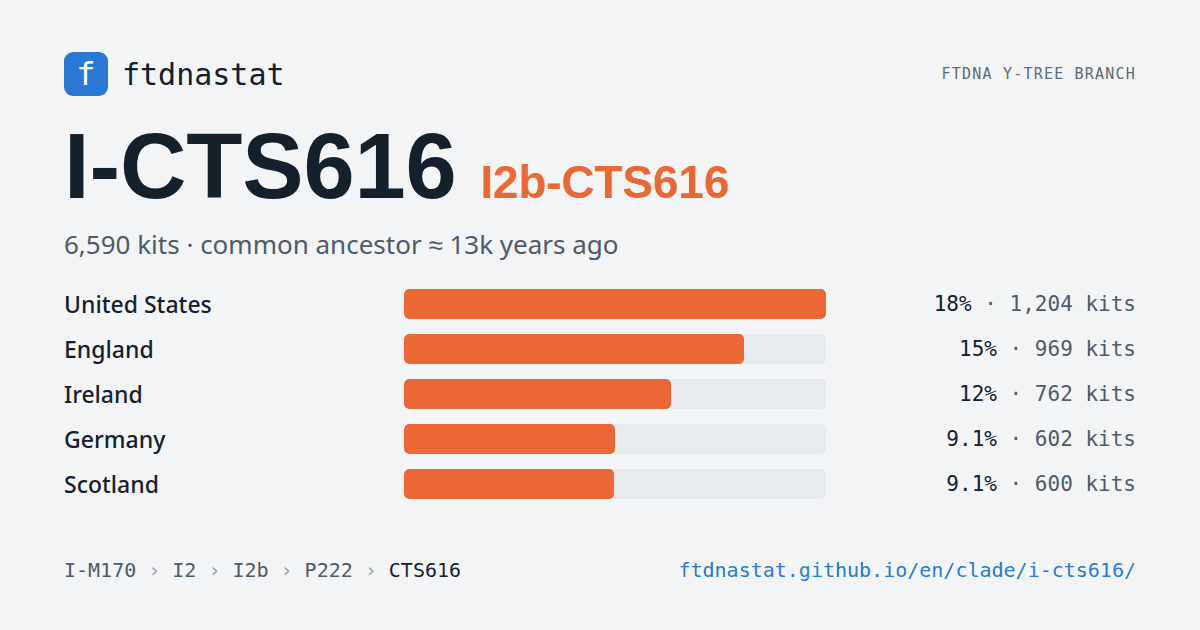 f ftdnastat
FTDNA Y-TREE BRANCH
I-CTS616 I2b-CTS616
6,590 kits · common ancestor ≈ 13k years ago
United States 18% · 1,204 kits
England 15% · 969 kits
Ireland 12% · 762 kits
Germany 9.1% · 602 kits
Scotland 9.1% · 600 kits
I-M170 › I2 › I2b › P222 › CTS616
ftdnastat.github.io/en/clade/i-cts616/